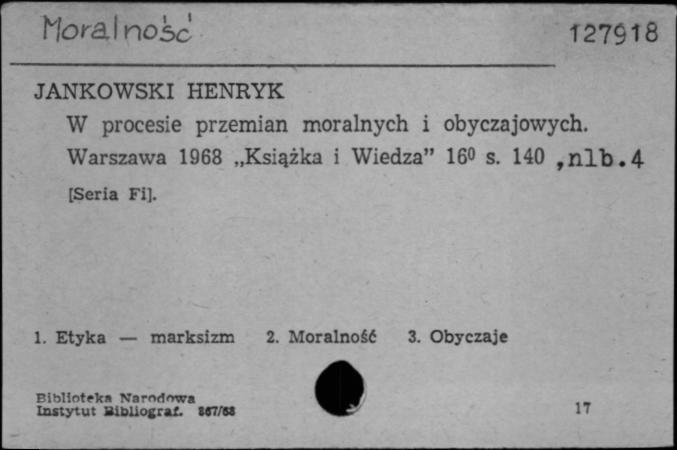 Moralność
127918
JANKOWSKI HENRYK
W procesie przemian moralnych i obyczajowych.
Warszawa 1968 „Książka i Wiedza” 16⁰ s. 140 ,nlb.4
[Seria Fi].
1. Etyka — marksizm 2. Moralność 3. Obyczaje
Biblioteka Narodowa
Instytut Bibliograf. 867/68
17